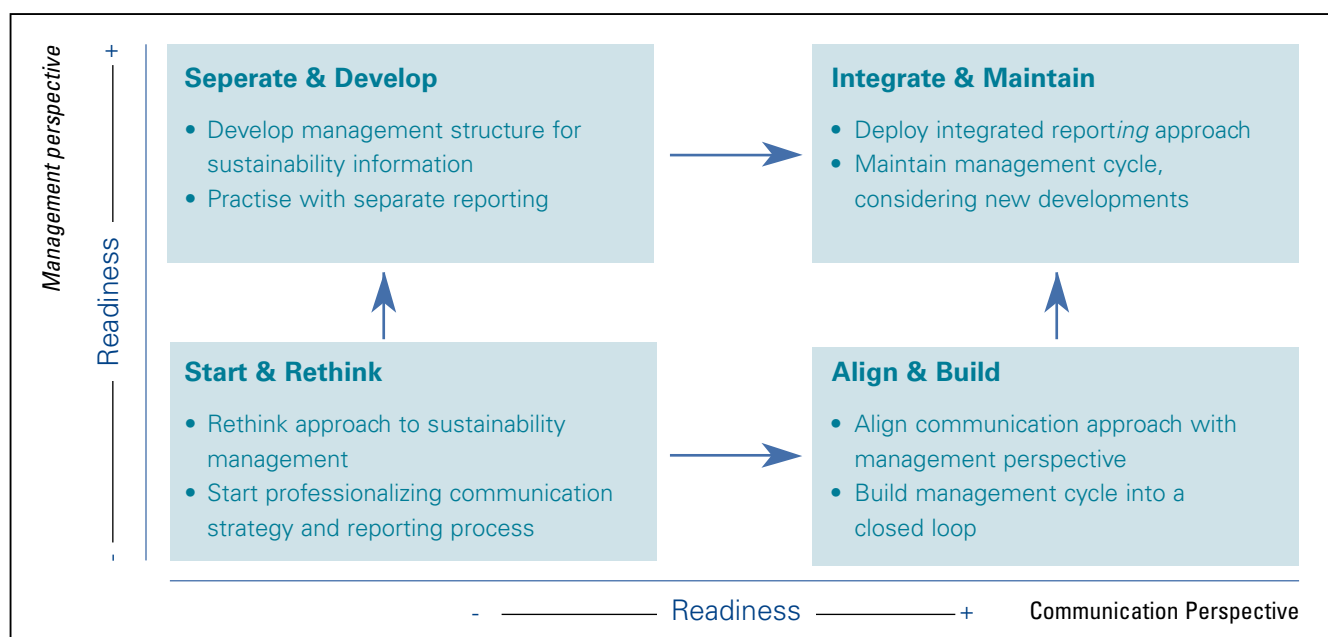 Management perspective
+
Readiness
-
Seperate & Develop
• Develop management structure for
sustainability information
• Practise with separate reporting
Integrate & Maintain
• Deploy integrated reporting approach
• Maintain management cycle,
considering new developments
Start & Rethink
• Rethink approach to sustainability
management
• Start professionalizing communication
strategy and reporting process
Align & Build
• Align communication approach with
management perspective
• Build management cycle into a
closed loop
- Readiness + Communication Perspective